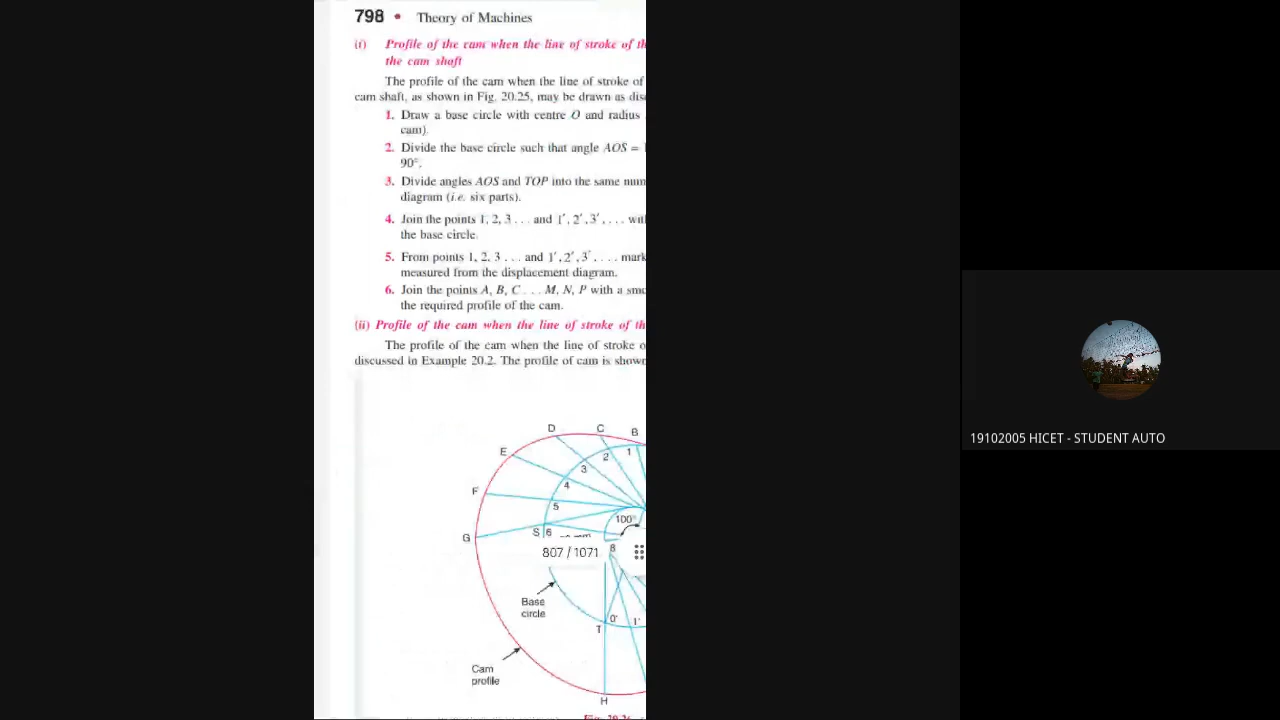 798 • Theory of Machines
(i) Profile of the cam when the line of stroke of th
the cam shaft
The profile of the cam when the line of stroke of
cam shaft, as shown in Fig. 20.25, may be drawn as disc
1. Draw a base circle with centre O and radius
cam).
2. Divide the base circle such that angle AOS = 1
90°.
3. Divide angles AOS and TOP into the same num
diagram (i.e. six parts).
4. Join the points 1, 2, 3 . . . and 1′, 2′, 3′, . . . with
the base circle.
5. From points 1, 2, 3 . . . and 1′, 2′, 3′, . . . mark
measured from the displacement diagram.
6. Join the points A, B, C . . . M, N, P with a smo
the required profile of the cam.
(ii) Profile of the cam when the line of stroke of th
The profile of the cam when the line of stroke o
discussed in Example 20.2. The profile of cam is shown
D C B
E 3 2 1
F 4
5
100°
G S 6
807 / 1071 8
Base
circle
T 0′ 1′
Cam
profile
H
Fig. 20.26
19102005 HICET - STUDENT AUTO